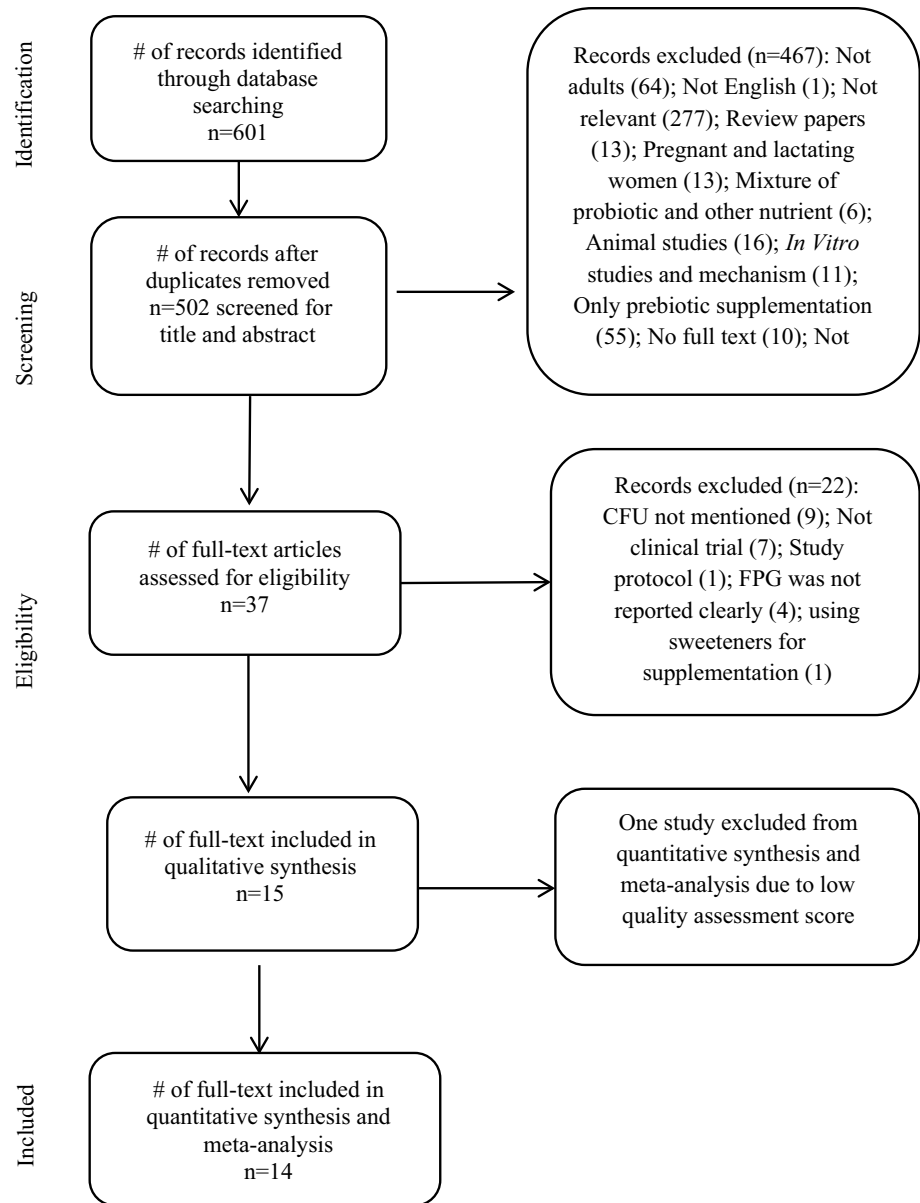 Identification
# of records identified
through database
searching
n=601
Records excluded (n=467): Not
adults (64); Not English (1); Not
relevant (277); Review papers
(13); Pregnant and lactating
women (13); Mixture of
probiotic and other nutrient (6);
Animal studies (16); In Vitro
studies and mechanism (11);
Only prebiotic supplementation
(55); No full text (10); Not
Screening
# of records after
duplicates removed
n=502 screened for
title and abstract
Eligibility
# of full-text articles
assessed for eligibility
n=37
Records excluded (n=22):
CFU not mentioned (9); Not
clinical trial (7); Study
protocol (1); FPG was not
reported clearly (4); using
sweeteners for
supplementation (1)
# of full-text included in
qualitative synthesis
n=15
One study excluded from
quantitative synthesis and
meta-analysis due to low
quality assessment score
Included
# of full-text included in
quantitative synthesis and
meta-analysis
n=14